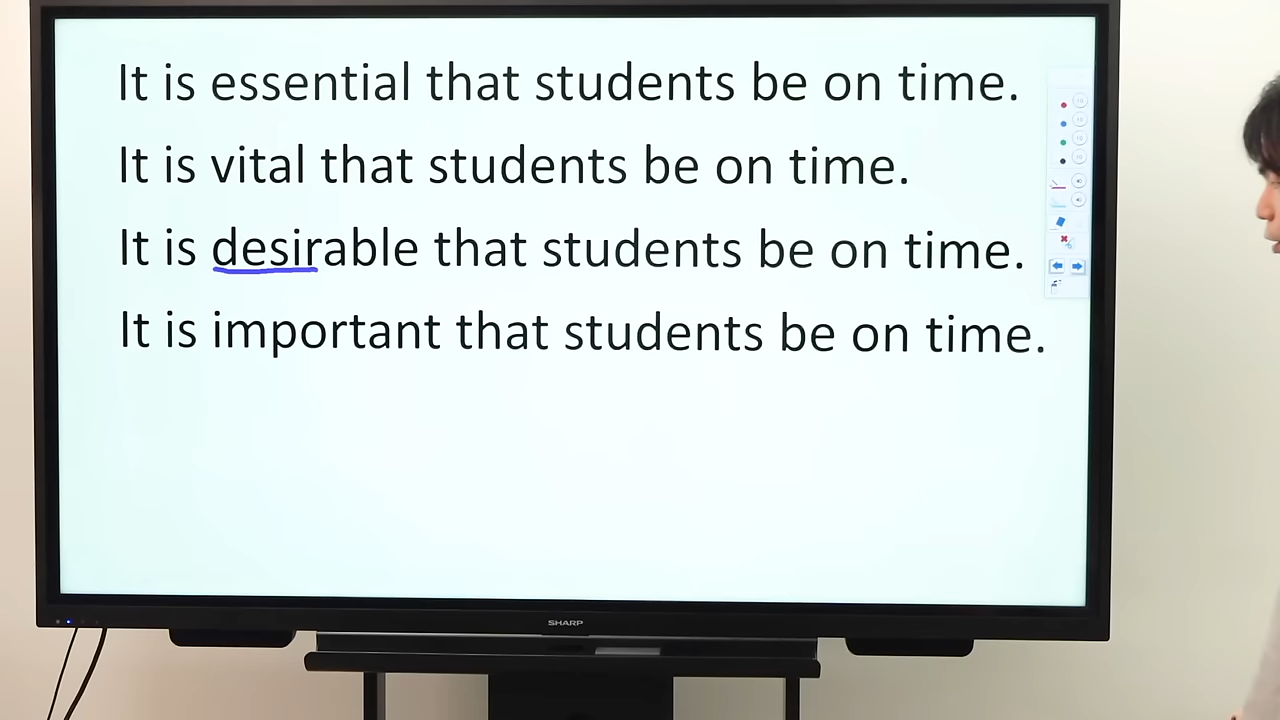 It is essential that students be on time.
It is vital that students be on time.
It is desirable that students be on time.
It is important that students be on time.
SHARP